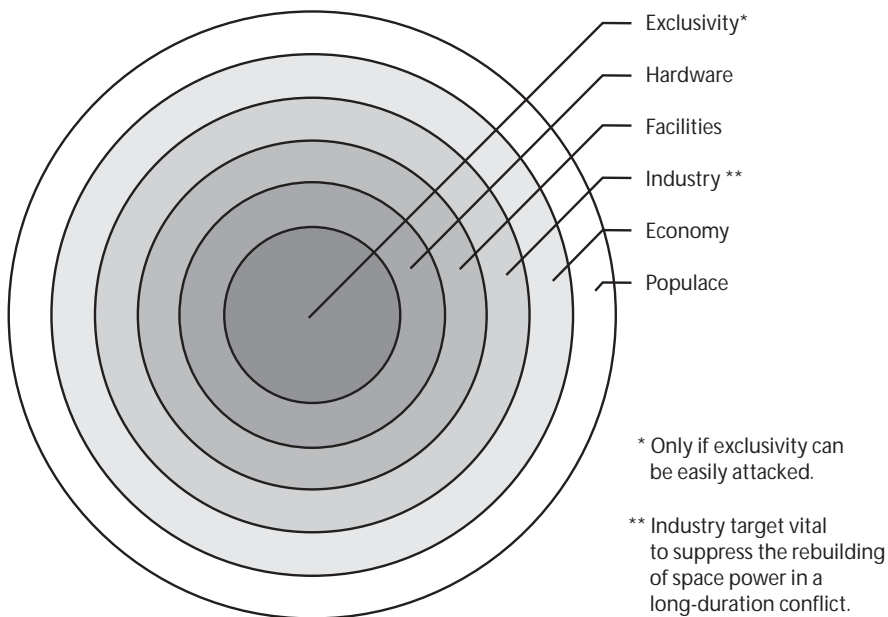 Exclusivity*
Hardware
Facilities
Industry **
Economy
Populace
* Only if exclusivity can
be easily attacked.
** Industry target vital
to suppress the rebuilding
of space power in a
long-duration conflict.